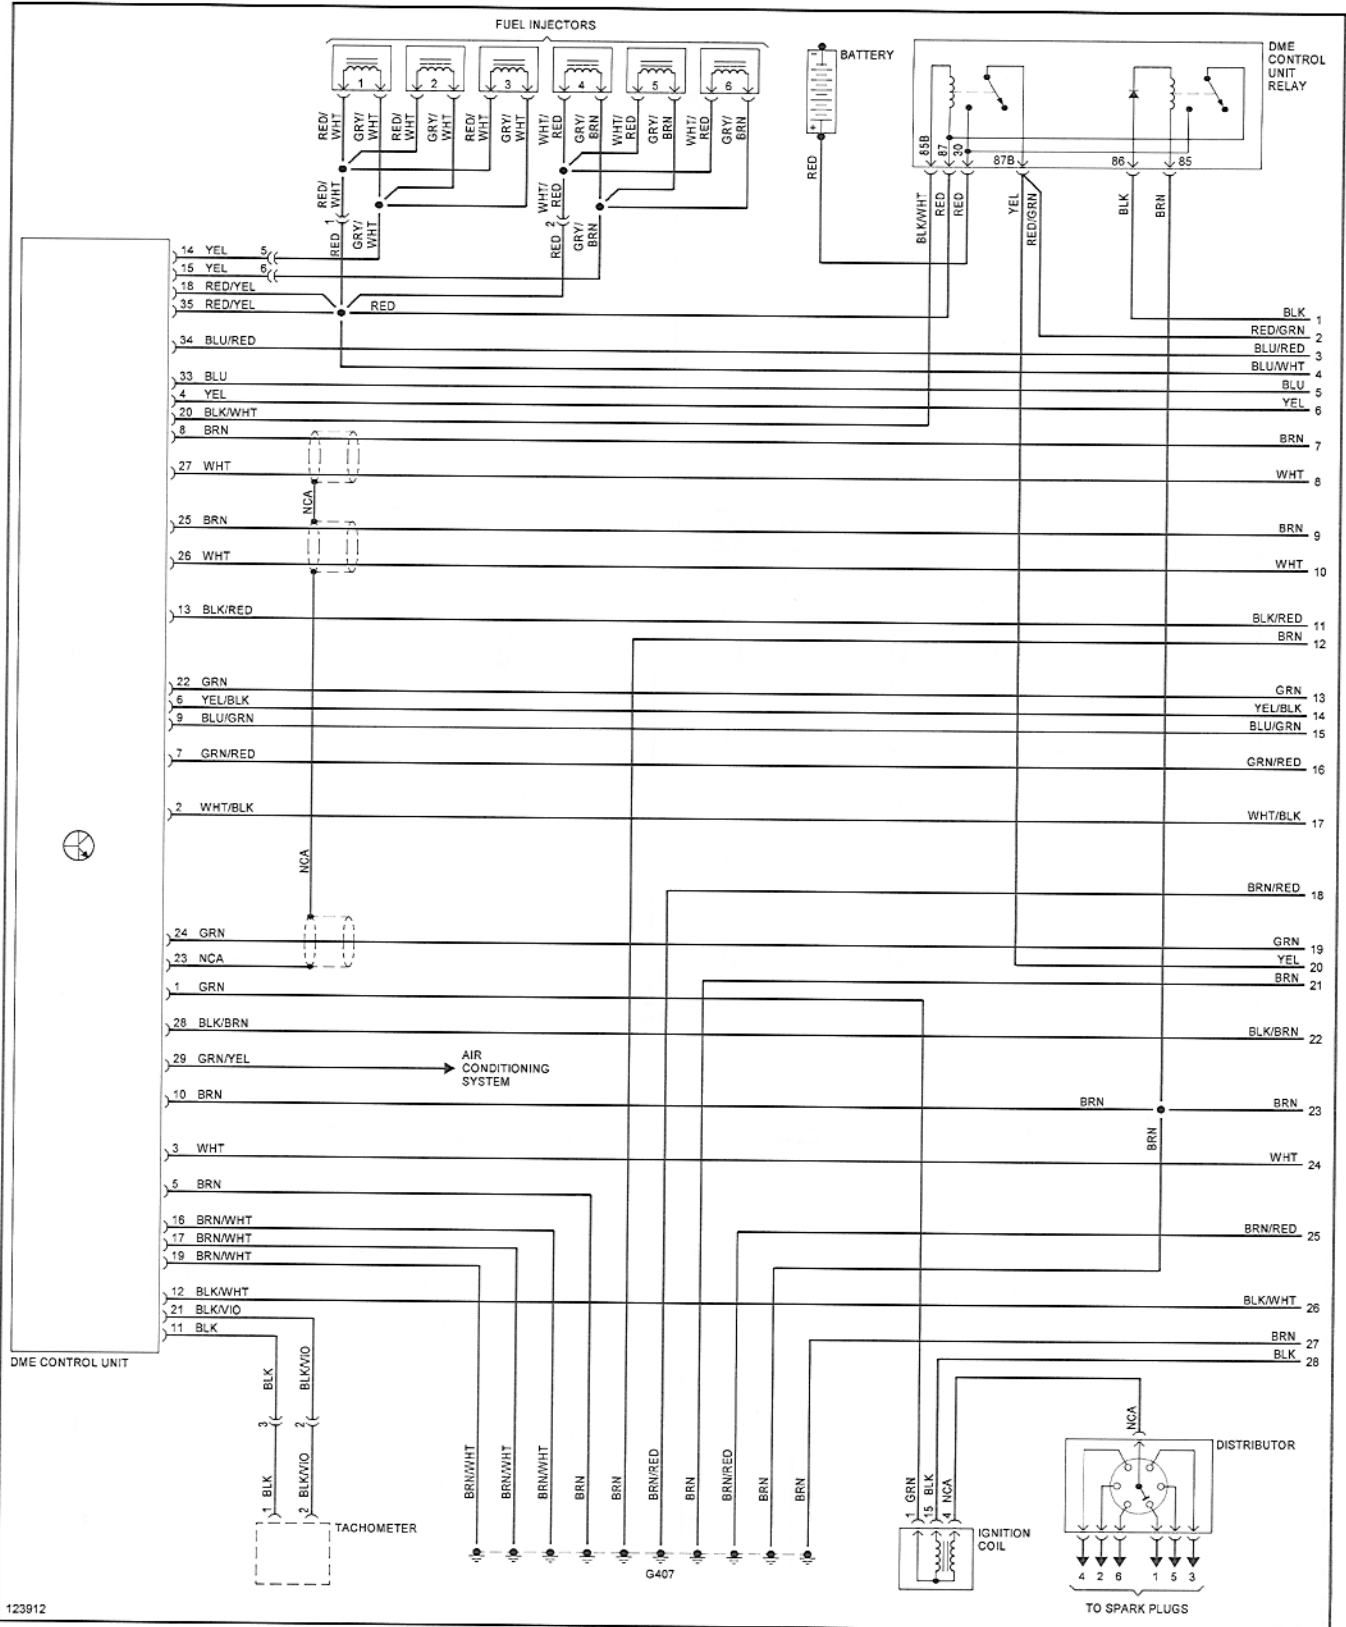 FUEL INJECTORS
1 2 3 4 5 6
BATTERY
DME
CONTROL
UNIT
RELAY
RED/WHT GRY/WHT RED/WHT GRY/WHT RED/WHT GRY/WHT WHT/RED GRY/BRN WHT/RED GRY/BRN WHT/RED GRY/BRN
RED
85B 87 30 87B 86 85
RED/WHT WHT/RED
1 2
RED GRY/WHT RED GRY/BRN
BLK/WHT RED RED YEL RED/GRN BLK BRN
14 YEL 5
15 YEL 6
18 RED/YEL
35 RED/YEL RED
BLK 1
RED/GRN 2
34 BLU/RED
BLU/RED 3
BLU/WHT 4
33 BLU
BLU 5
4 YEL
YEL 6
20 BLK/WHT
8 BRN
BRN 7
27 WHT
WHT 8
NCA
25 BRN
BRN 9
26 WHT
WHT 10
13 BLK/RED
BLK/RED 11
BRN 12
22 GRN
GRN 13
6 YEL/BLK
YEL/BLK 14
9 BLU/GRN
BLU/GRN 15
7 GRN/RED
GRN/RED 16
2 WHT/BLK
WHT/BLK 17
NCA
BRN/RED 18
24 GRN
GRN 19
23 NCA
YEL 20
BRN 21
1 GRN
28 BLK/BRN
BLK/BRN 22
29 GRN/YEL
AIR
CONDITIONING
SYSTEM
10 BRN
BRN
BRN 23
BRN
3 WHT
WHT 24
5 BRN
16 BRN/WHT
BRN/RED 25
17 BRN/WHT
19 BRN/WHT
12 BLK/WHT
BLK/WHT 26
21 BLK/VIO
11 BLK
BRN 27
BLK 28
DME CONTROL UNIT
BLK BLK/VIO
3 2
BLK BLK/VIO
1 2
TACHOMETER
BRN/WHT BRN/WHT BRN/WHT BRN BRN BRN/RED BRN BRN/RED BRN BRN
G407
GRN BLK NCA
1 15 4
IGNITION
COIL
NCA
DISTRIBUTOR
4 2 6 1 5 3
TO SPARK PLUGS
123912